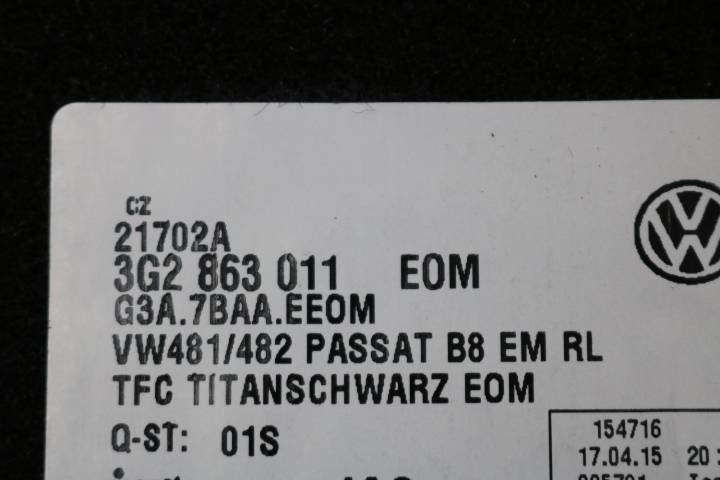 CZ
21702A
3G2 863 011 EOM
G3A.7BAA.EEOM
VW481/482 PASSAT B8 EM RL
TFC TITANSCHWARZ EOM
Q-ST: 01S
154716
17.04.15 20